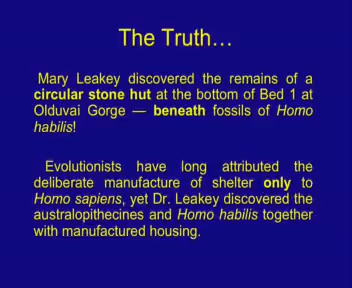 The Truth...
Mary Leakey discovered the remains of a
circular stone hut at the bottom of Bed 1 at
Olduvai Gorge — beneath fossils of Homo
habilis!
Evolutionists have long attributed the
deliberate manufacture of shelter only to
Homo sapiens, yet Dr. Leakey discovered the
australopithecines and Homo habilis together
with manufactured housing.